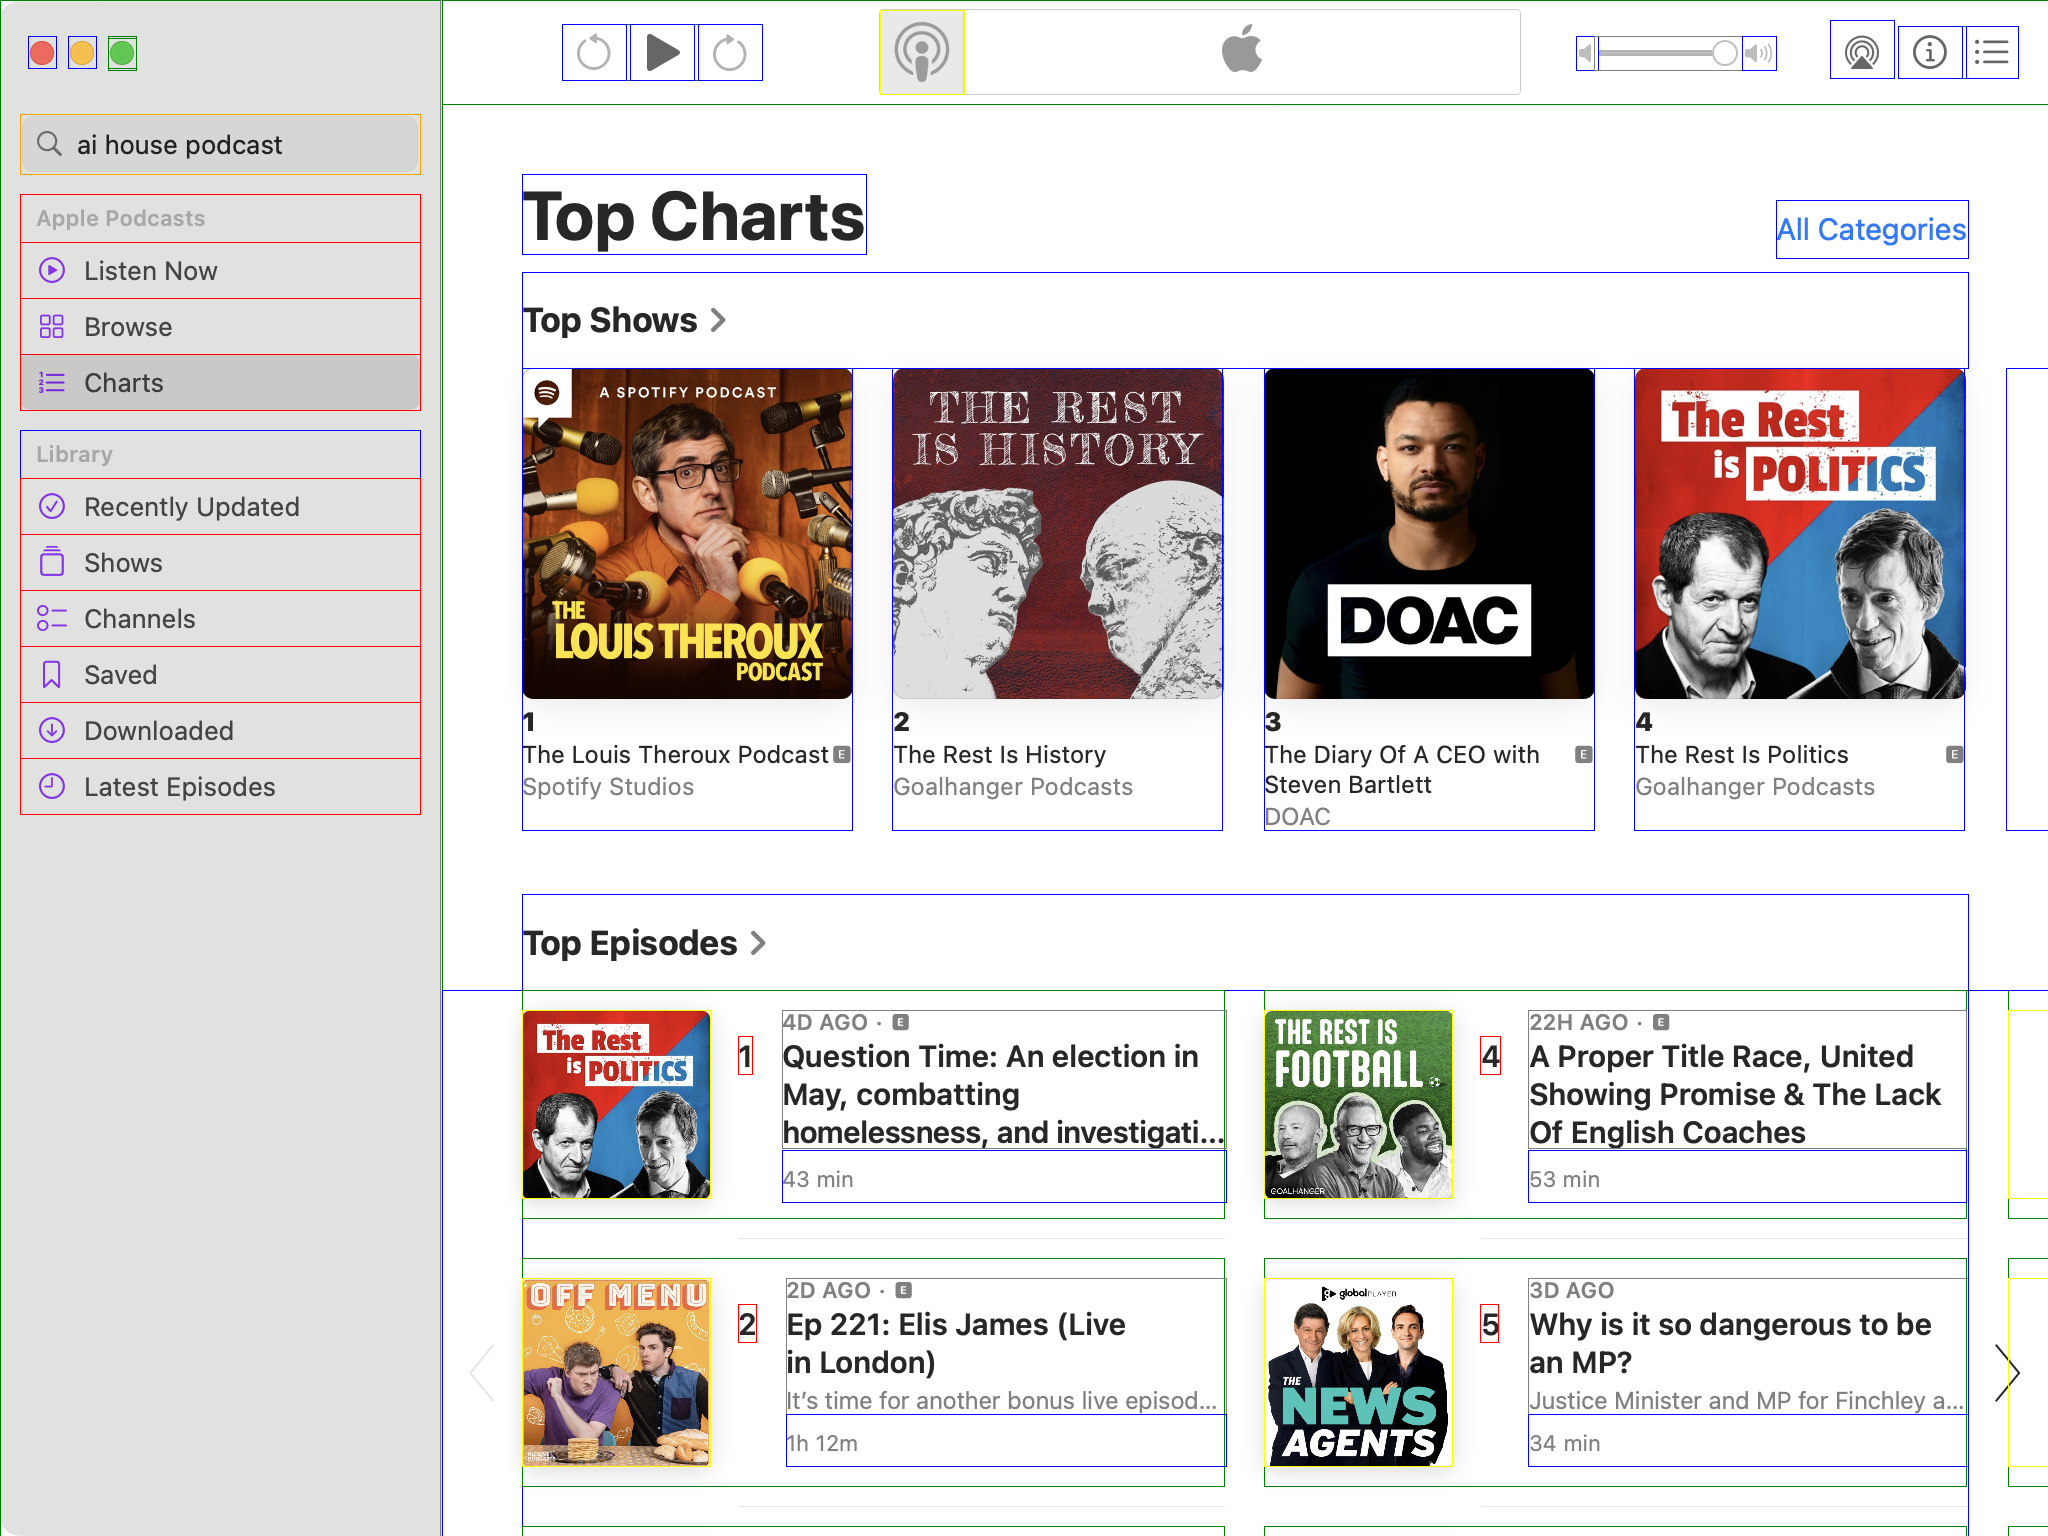 ai house podcast
Apple Podcasts
Listen Now
Browse
Charts
Library
Recently Updated
Shows
Channels
Saved
Downloaded
Latest Episodes
Top Charts
All Categories
Top Shows
A SPOTIFY PODCAST
THE
LOUIS THEROUX
PODCAST
1
The Louis Theroux Podcast E
Spotify Studios
THE REST
IS HISTORY
2
The Rest Is History
Goalhanger Podcasts
DOAC
3
The Diary Of A CEO with E
Steven Bartlett
DOAC
The Rest
is POLITICS
4
The Rest Is Politics E
Goalhanger Podcasts
Top Episodes
The Rest
is POLITICS
1
4D AGO · E
Question Time: An election in
May, combatting
homelessness, and investigati...
43 min
THE REST IS
FOOTBALL
GOALHANGER
4
22H AGO · E
A Proper Title Race, United
Showing Promise & The Lack
Of English Coaches
53 min
OFF MENU
2
2D AGO · E
Ep 221: Elis James (Live
in London)
It's time for another bonus live episod...
1h 12m
globalPLAYER
THE
NEWS
AGENTS
5
3D AGO
Why is it so dangerous to be
an MP?
Justice Minister and MP for Finchley a...
34 min